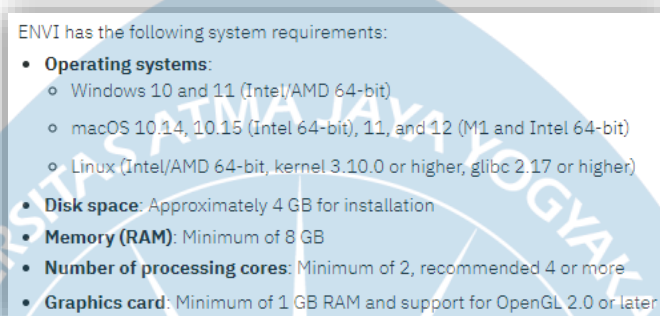 ENVI has the following system requirements:
• Operating systems:
◦ Windows 10 and 11 (Intel/AMD 64-bit)
◦ macOS 10.14, 10.15 (Intel 64-bit), 11, and 12 (M1 and Intel 64-bit)
◦ Linux (Intel/AMD 64-bit, kernel 3.10.0 or higher, glibc 2.17 or higher)
• Disk space: Approximately 4 GB for installation
• Memory (RAM): Minimum of 8 GB
• Number of processing cores: Minimum of 2, recommended 4 or more
• Graphics card: Minimum of 1 GB RAM and support for OpenGL 2.0 or later
ATMA JAYA YOGYAK